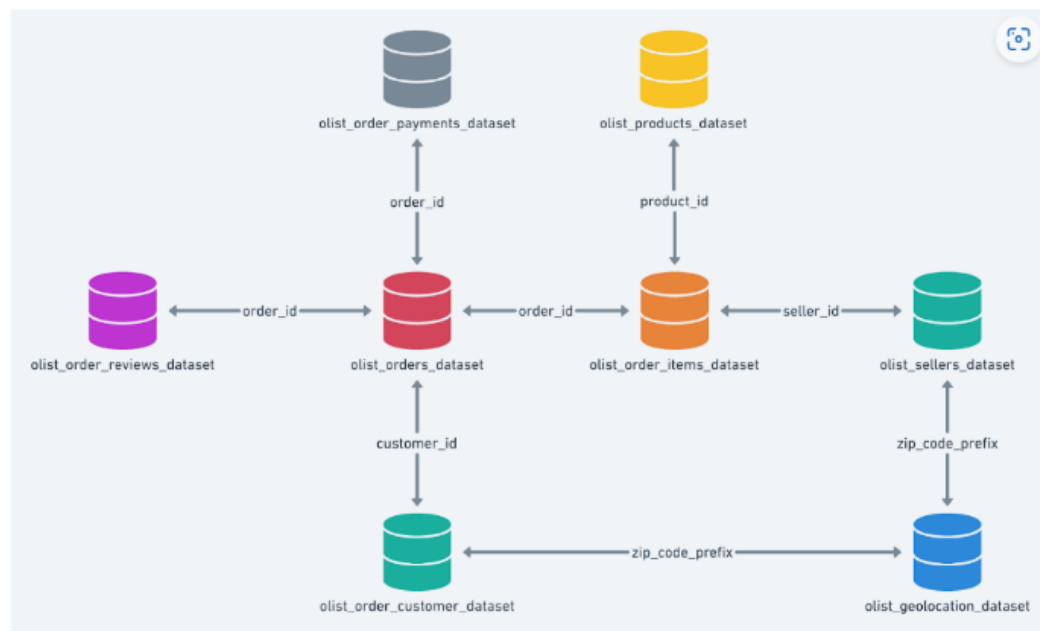 olist_order_payments_dataset
olist_products_dataset
order_id
product_id
order_id
order_id
seller_id
olist_order_reviews_dataset
olist_orders_dataset
olist_order_items_dataset
olist_sellers_dataset
customer_id
zip_code_prefix
zip_code_prefix
olist_order_customer_dataset
olist_geolocation_dataset